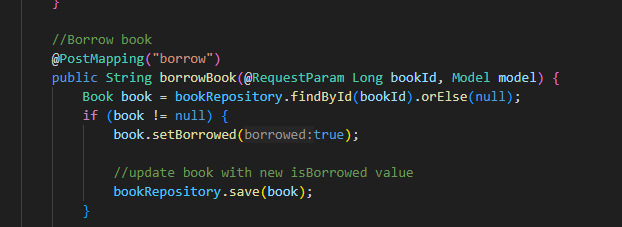 }
//Borrow book
@PostMapping("borrow")
public String borrowBook(@RequestParam Long bookId, Model model) {
Book book = bookRepository.findById(bookId).orElse(null);
if (book != null) {
book.setBorrowed(borrowed:true);
//update book with new isBorrowed value
bookRepository.save(book);
}